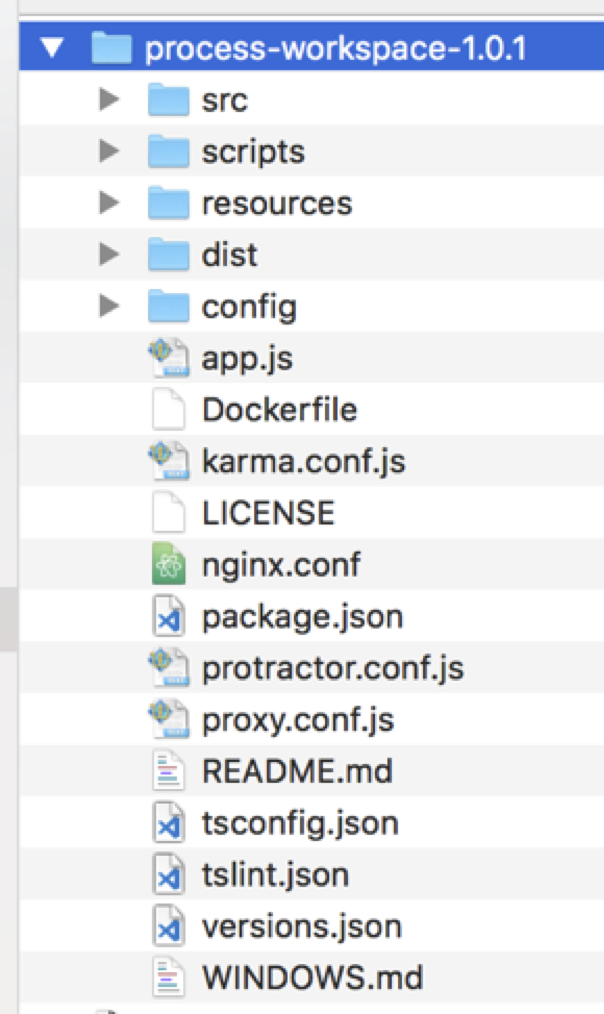 process-workspace-1.0.1
src
scripts
resources
dist
config
app.js
Dockerfile
karma.conf.js
LICENSE
nginx.conf
package.json
protractor.conf.js
proxy.conf.js
README.md
tsconfig.json
tslint.json
versions.json
WINDOWS.md